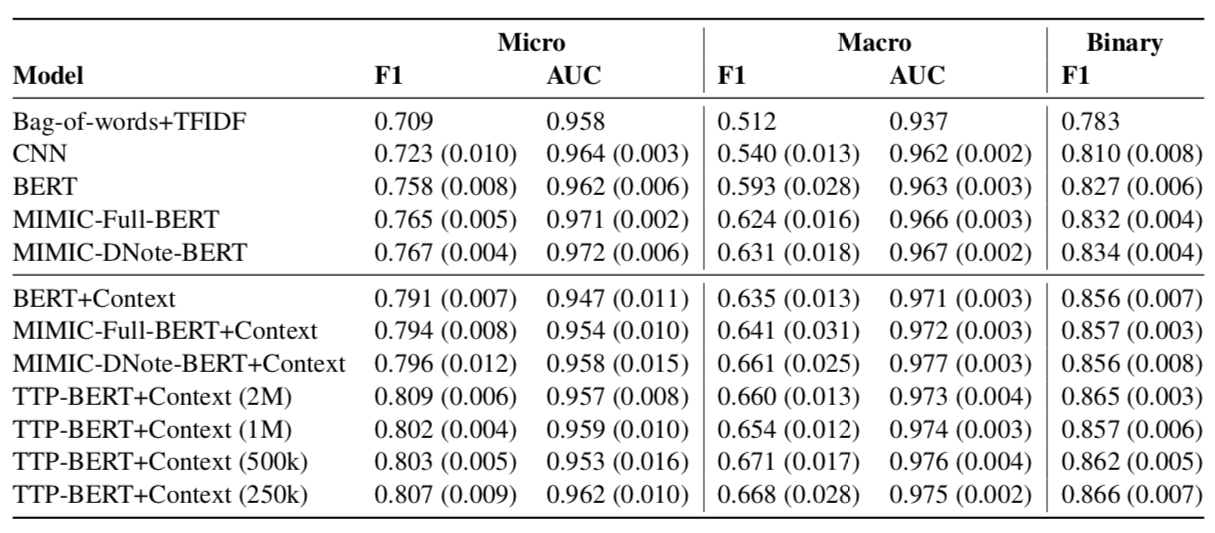 Micro Macro Binary
Model F1 AUC F1 AUC F1
Bag-of-words+TFIDF 0.709 0.958 0.512 0.937 0.783
CNN 0.723 (0.010) 0.964 (0.003) 0.540 (0.013) 0.962 (0.002) 0.810 (0.008)
BERT 0.758 (0.008) 0.962 (0.006) 0.593 (0.028) 0.963 (0.003) 0.827 (0.006)
MIMIC-Full-BERT 0.765 (0.005) 0.971 (0.002) 0.624 (0.016) 0.966 (0.003) 0.832 (0.004)
MIMIC-DNote-BERT 0.767 (0.004) 0.972 (0.006) 0.631 (0.018) 0.967 (0.002) 0.834 (0.004)
BERT+Context 0.791 (0.007) 0.947 (0.011) 0.635 (0.013) 0.971 (0.003) 0.856 (0.007)
MIMIC-Full-BERT+Context 0.794 (0.008) 0.954 (0.010) 0.641 (0.031) 0.972 (0.003) 0.857 (0.003)
MIMIC-DNote-BERT+Context 0.796 (0.012) 0.958 (0.015) 0.661 (0.025) 0.977 (0.003) 0.856 (0.008)
TTP-BERT+Context (2M) 0.809 (0.006) 0.957 (0.008) 0.660 (0.013) 0.973 (0.004) 0.865 (0.003)
TTP-BERT+Context (1M) 0.802 (0.004) 0.959 (0.010) 0.654 (0.012) 0.974 (0.003) 0.857 (0.006)
TTP-BERT+Context (500k) 0.803 (0.005) 0.953 (0.016) 0.671 (0.017) 0.976 (0.004) 0.862 (0.005)
TTP-BERT+Context (250k) 0.807 (0.009) 0.962 (0.010) 0.668 (0.028) 0.975 (0.002) 0.866 (0.007)